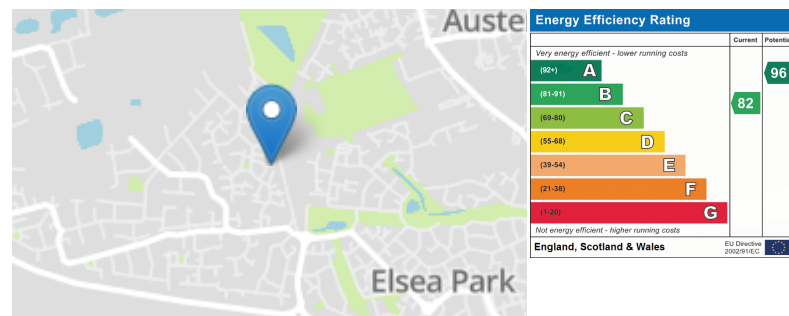 Auste
Elsea Park
Energy Efficiency Rating
Current Potentia
Very energy efficient - lower running costs
(92+) A
96
(81-91) B
82
(69-80) C
(55-68) D
(39-54) E
(21-38) F
(1-20) G
Not energy efficient - higher running costs
England, Scotland & Wales
EU Directive
2002/91/EC